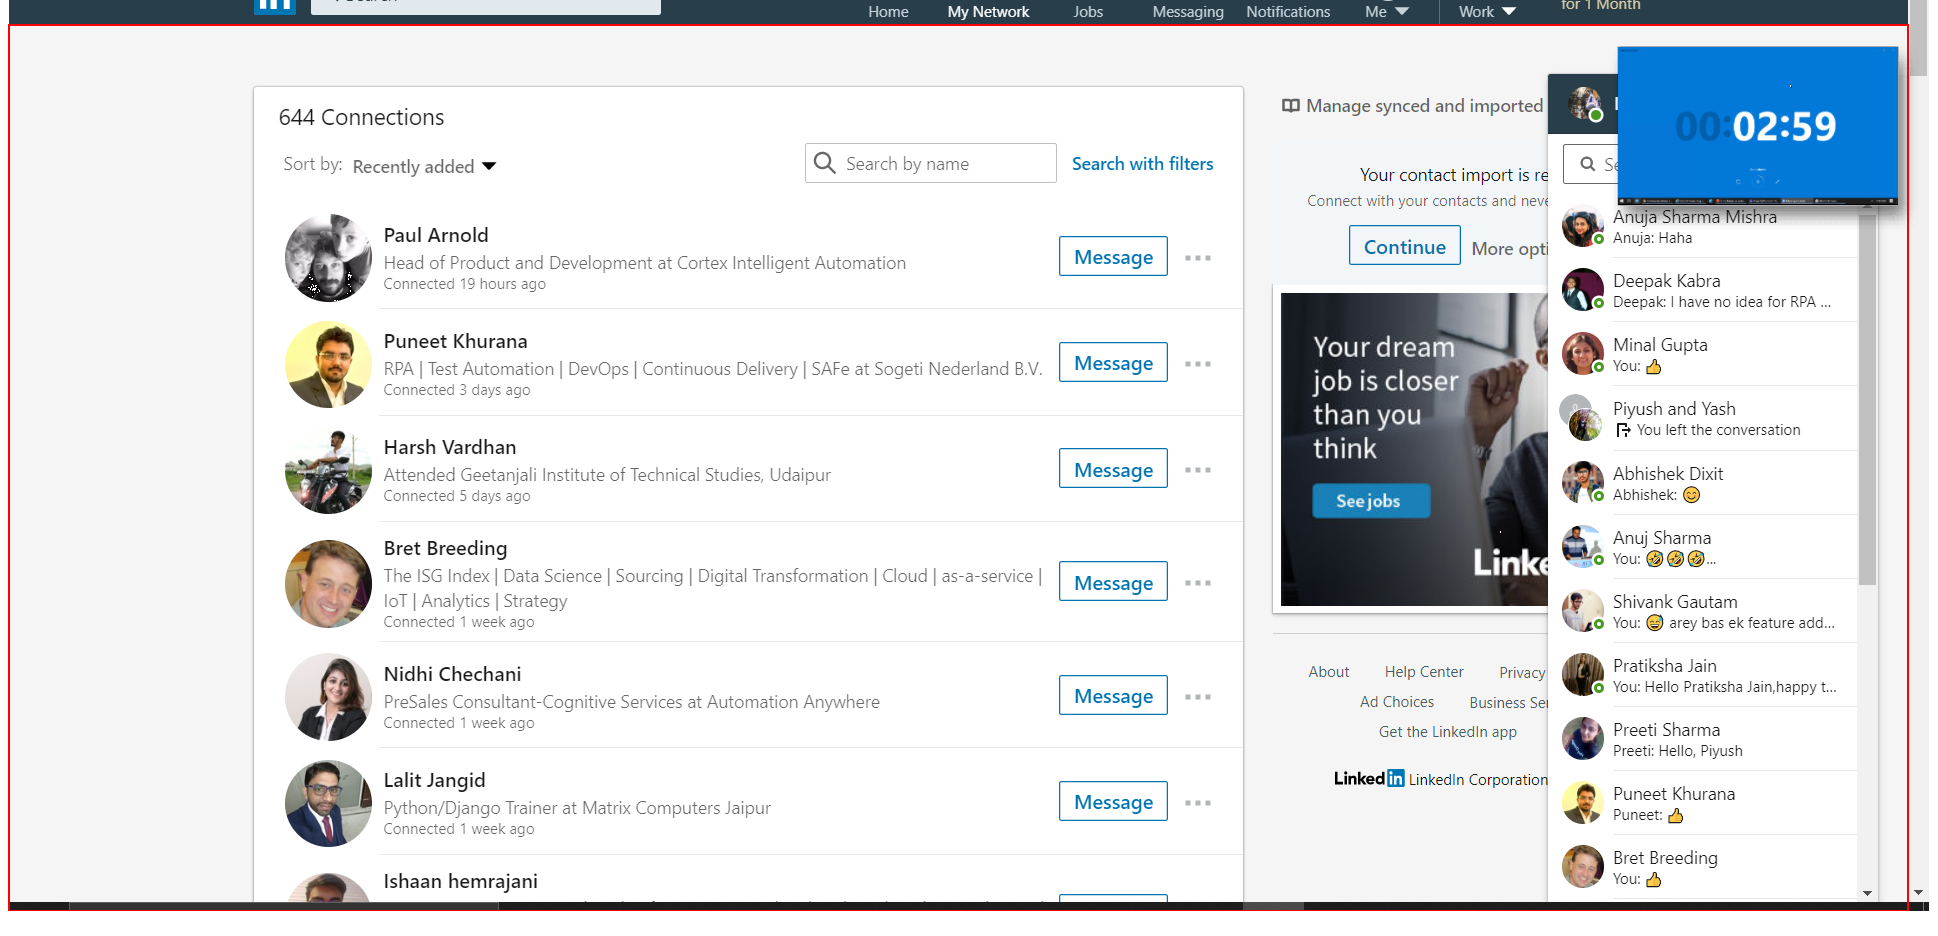 for 1 Month
Home
My Network
Jobs
Messaging
Notifications
Me
Work
644 Connections
Sort by: Recently added
Search by name
Search with filters
Paul Arnold
Head of Product and Development at Cortex Intelligent Automation
Connected 19 hours ago
Message
Puneet Khurana
RPA | Test Automation | DevOps | Continuous Delivery | SAFe at Sogeti Nederland B.V.
Connected 3 days ago
Message
Harsh Vardhan
Attended Geetanjali Institute of Technical Studies, Udaipur
Connected 5 days ago
Message
Bret Breeding
The ISG Index | Data Science | Sourcing | Digital Transformation | Cloud | as-a-service |
IoT | Analytics | Strategy
Connected 1 week ago
Message
Nidhi Chechani
PreSales Consultant-Cognitive Services at Automation Anywhere
Connected 1 week ago
Message
Lalit Jangid
Python/Django Trainer at Matrix Computers Jaipur
Connected 1 week ago
Message
Ishaan hemrajani
Manage synced and imported
Your contact import is re
Connect with your contacts and neve
Continue
More opti
Your dream
job is closer
than you
think
See jobs
Linke
About
Help Center
Privacy
Ad Choices
Business Ser
Get the LinkedIn app
Linked in LinkedIn Corporation
00:02:59
Se
Anuja Sharma Mishra
Anuja: Haha
Deepak Kabra
Deepak: I have no idea for RPA ...
Minal Gupta
You: 👍
Piyush and Yash
You left the conversation
Abhishek Dixit
Abhishek: 😊
Anuj Sharma
You: 🤣🤣🤣...
Shivank Gautam
You: 😅 arey bas ek feature add...
Pratiksha Jain
You: Hello Pratiksha Jain,happy t...
Preeti Sharma
Preeti: Hello, Piyush
Puneet Khurana
Puneet: 👍
Bret Breeding
You: 👍